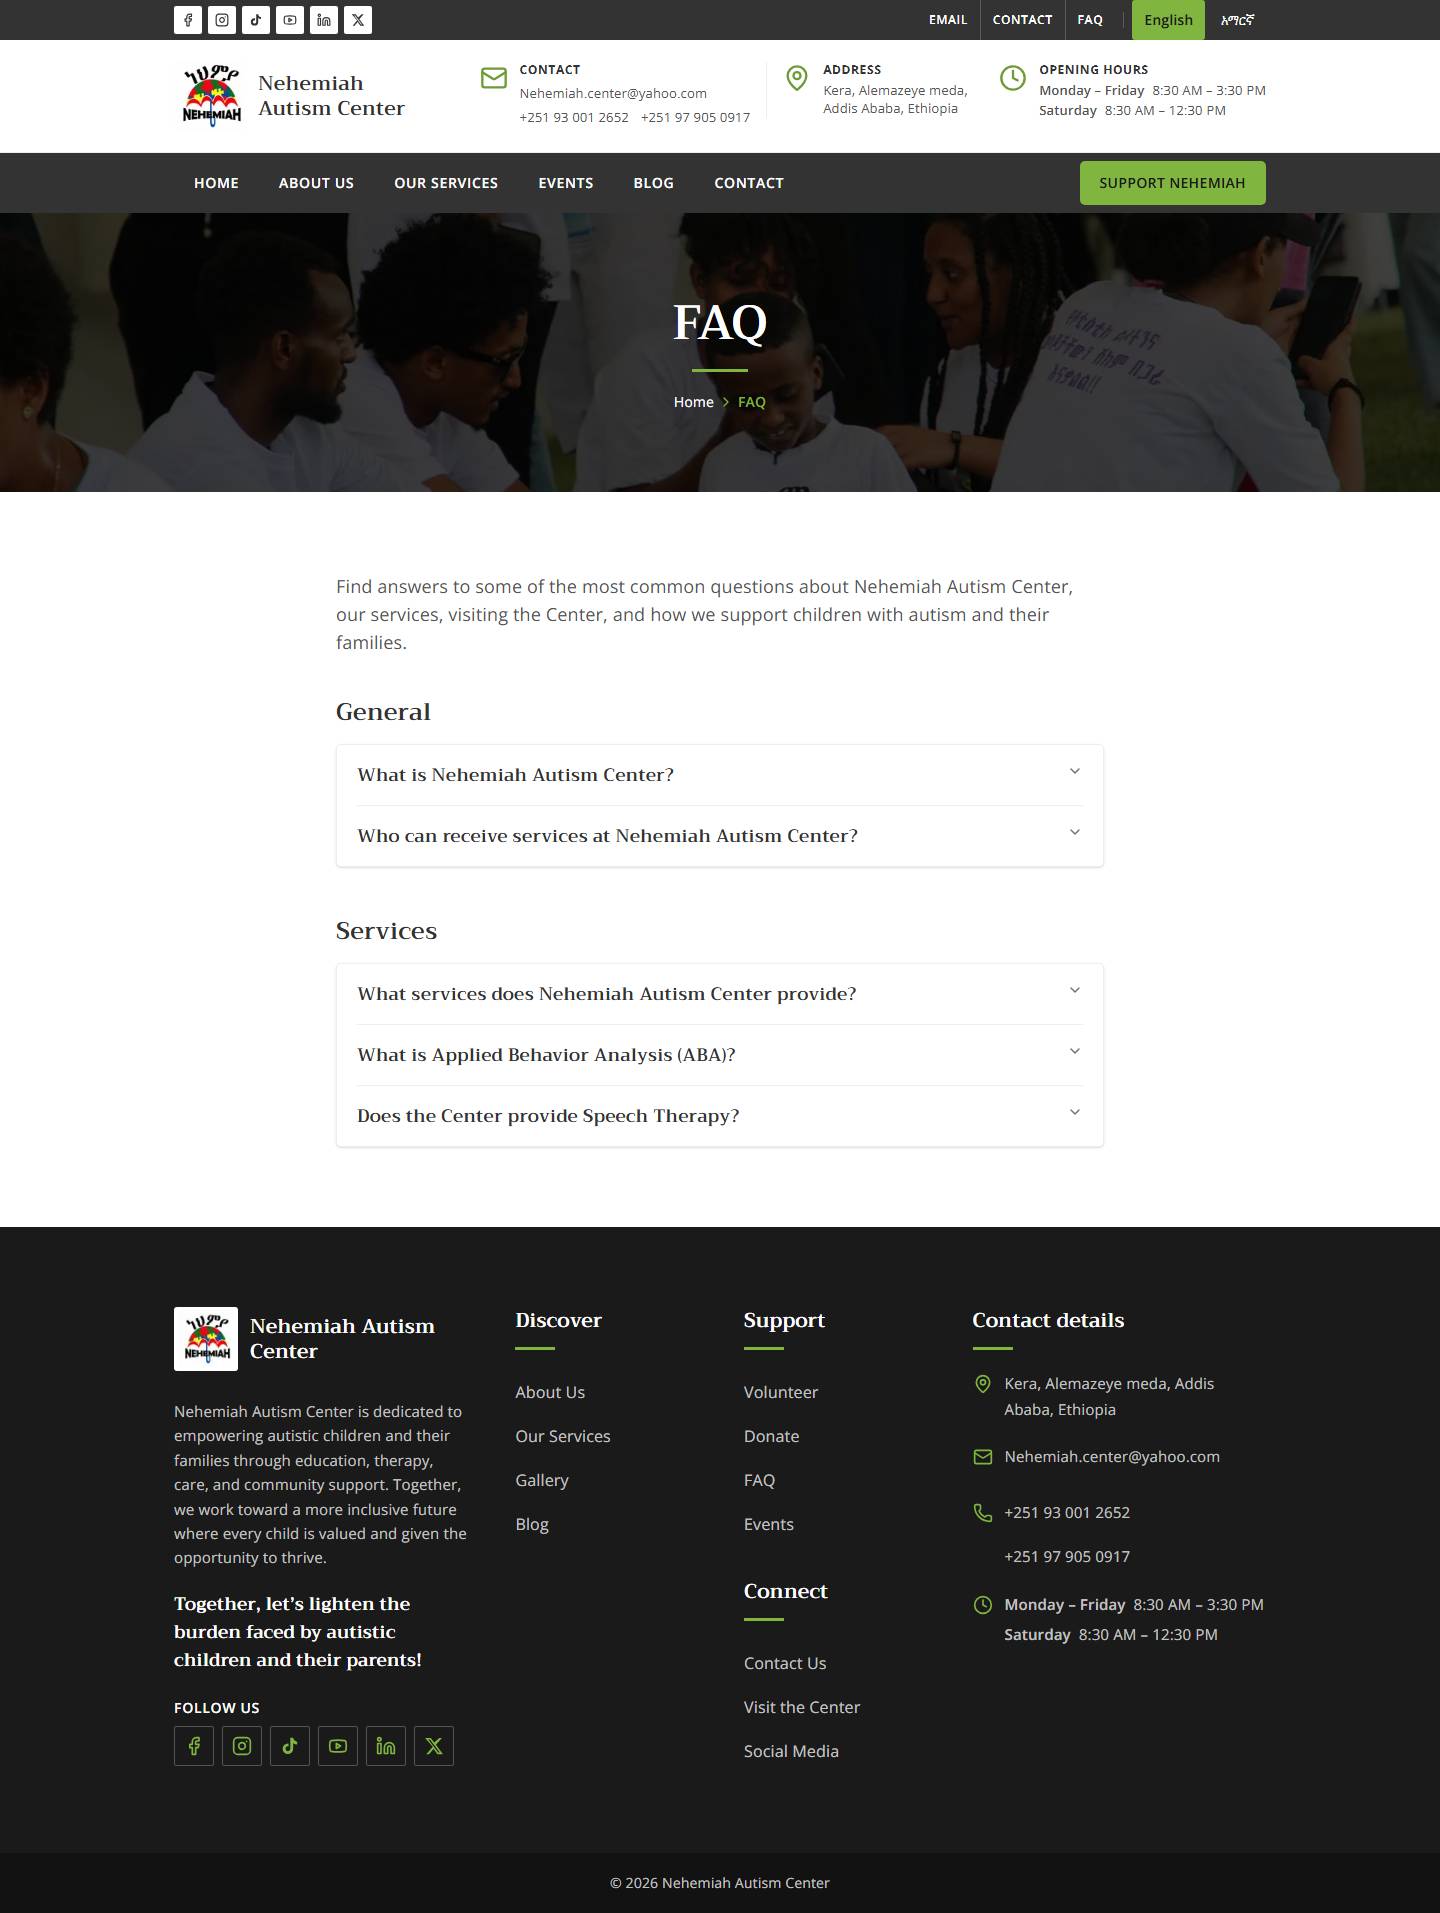 EMAIL
CONTACT
FAQ
English
አማርኛ
ነህምያ
NEHEMIAH
Nehemiah
Autism Center
CONTACT
Nehemiah.center@yahoo.com
+251 93 001 2652 +251 97 905 0917
ADDRESS
Kera, Alemazeye meda,
Addis Ababa, Ethiopia
OPENING HOURS
Monday – Friday 8:30 AM – 3:30 PM
Saturday 8:30 AM – 12:30 PM
HOME
ABOUT US
OUR SERVICES
EVENTS
BLOG
CONTACT
SUPPORT NEHEMIAH
FAQ
Home
FAQ
Find answers to some of the most common questions about Nehemiah Autism Center,
our services, visiting the Center, and how we support children with autism and their
families.
General
What is Nehemiah Autism Center?
Who can receive services at Nehemiah Autism Center?
Services
What services does Nehemiah Autism Center provide?
What is Applied Behavior Analysis (ABA)?
Does the Center provide Speech Therapy?
ነህምያ
NEHEMIAH
Nehemiah Autism
Center
Nehemiah Autism Center is dedicated to
empowering autistic children and their
families through education, therapy,
care, and community support. Together,
we work toward a more inclusive future
where every child is valued and given the
opportunity to thrive.
Together, let’s lighten the
burden faced by autistic
children and their parents!
FOLLOW US
Discover
About Us
Our Services
Gallery
Blog
Support
Volunteer
Donate
FAQ
Events
Connect
Contact Us
Visit the Center
Social Media
Contact details
Kera, Alemazeye meda, Addis
Ababa, Ethiopia
Nehemiah.center@yahoo.com
+251 93 001 2652
+251 97 905 0917
Monday – Friday 8:30 AM – 3:30 PM
Saturday 8:30 AM – 12:30 PM
© 2026 Nehemiah Autism Center